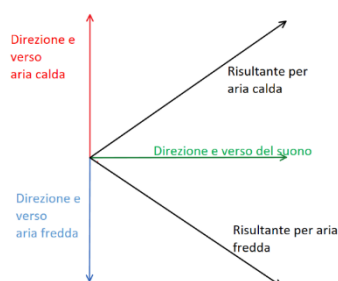 Direzione e
verso
aria calda
Risultante per
aria calda
Direzione e verso del suono
Direzione e
verso
aria fredda
Risultante per aria
fredda